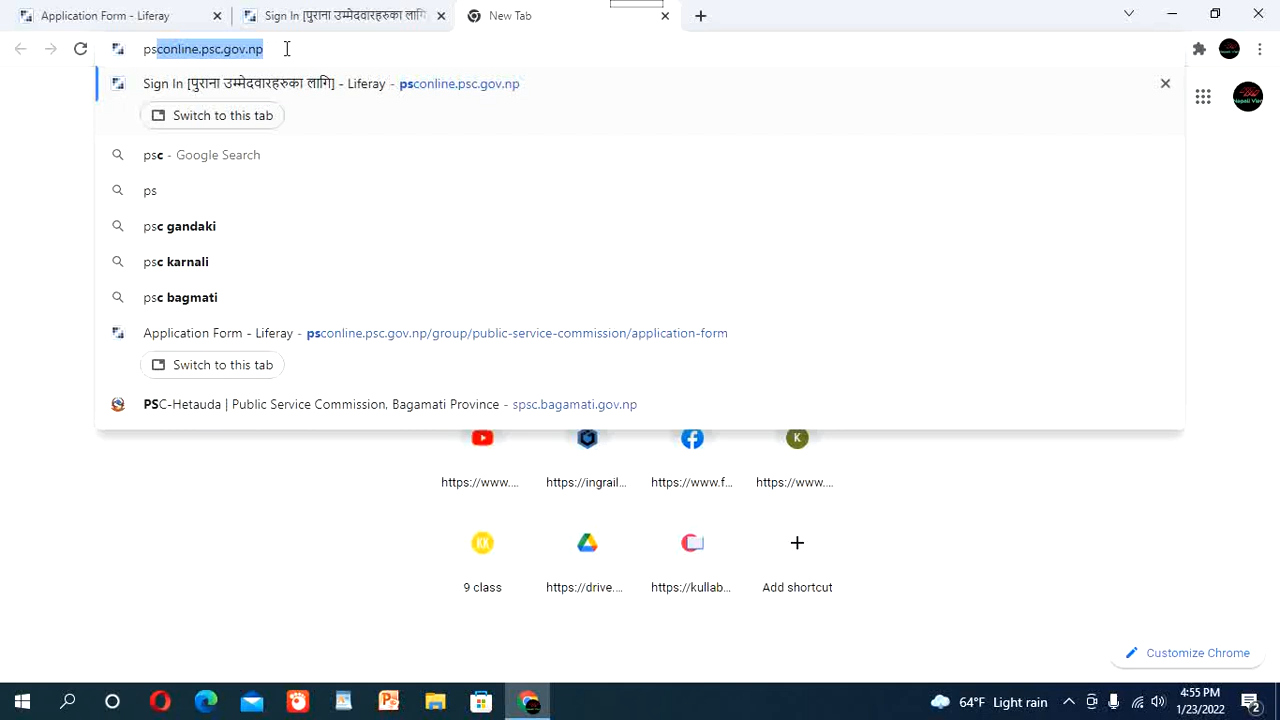 Application Form - Liferay
Sign In [पुराना उम्मेदवारहरुका लागि]
New Tab
psconline.psc.gov.np
Sign In [पुराना उम्मेदवारहरुका लागि] - Liferay - psconline.psc.gov.np
Switch to this tab
psc - Google Search
ps
psc gandaki
psc karnali
psc bagmati
Application Form - Liferay - psconline.psc.gov.np/group/public-service-commission/application-form
Switch to this tab
PSC-Hetauda | Public Service Commission, Bagamati Province - spsc.bagamati.gov.np
K
https://www.... https://ingrail... https://www.f... https://www....
KK
9 class https://drive.... https://kullab... Add shortcut
Customize Chrome
64°F Light rain
4:55 PM
1/23/2022
2